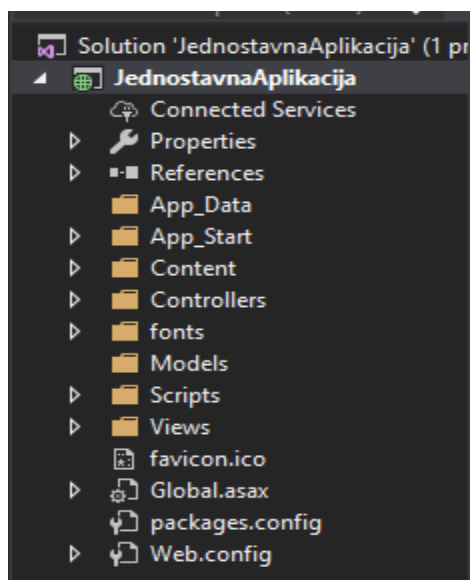 Solution 'JednostavnaAplikacija' (1 pr
JednostavnaAplikacija
Connected Services
Properties
References
App_Data
App_Start
Content
Controllers
fonts
Models
Scripts
Views
favicon.ico
Global.asax
packages.config
Web.config